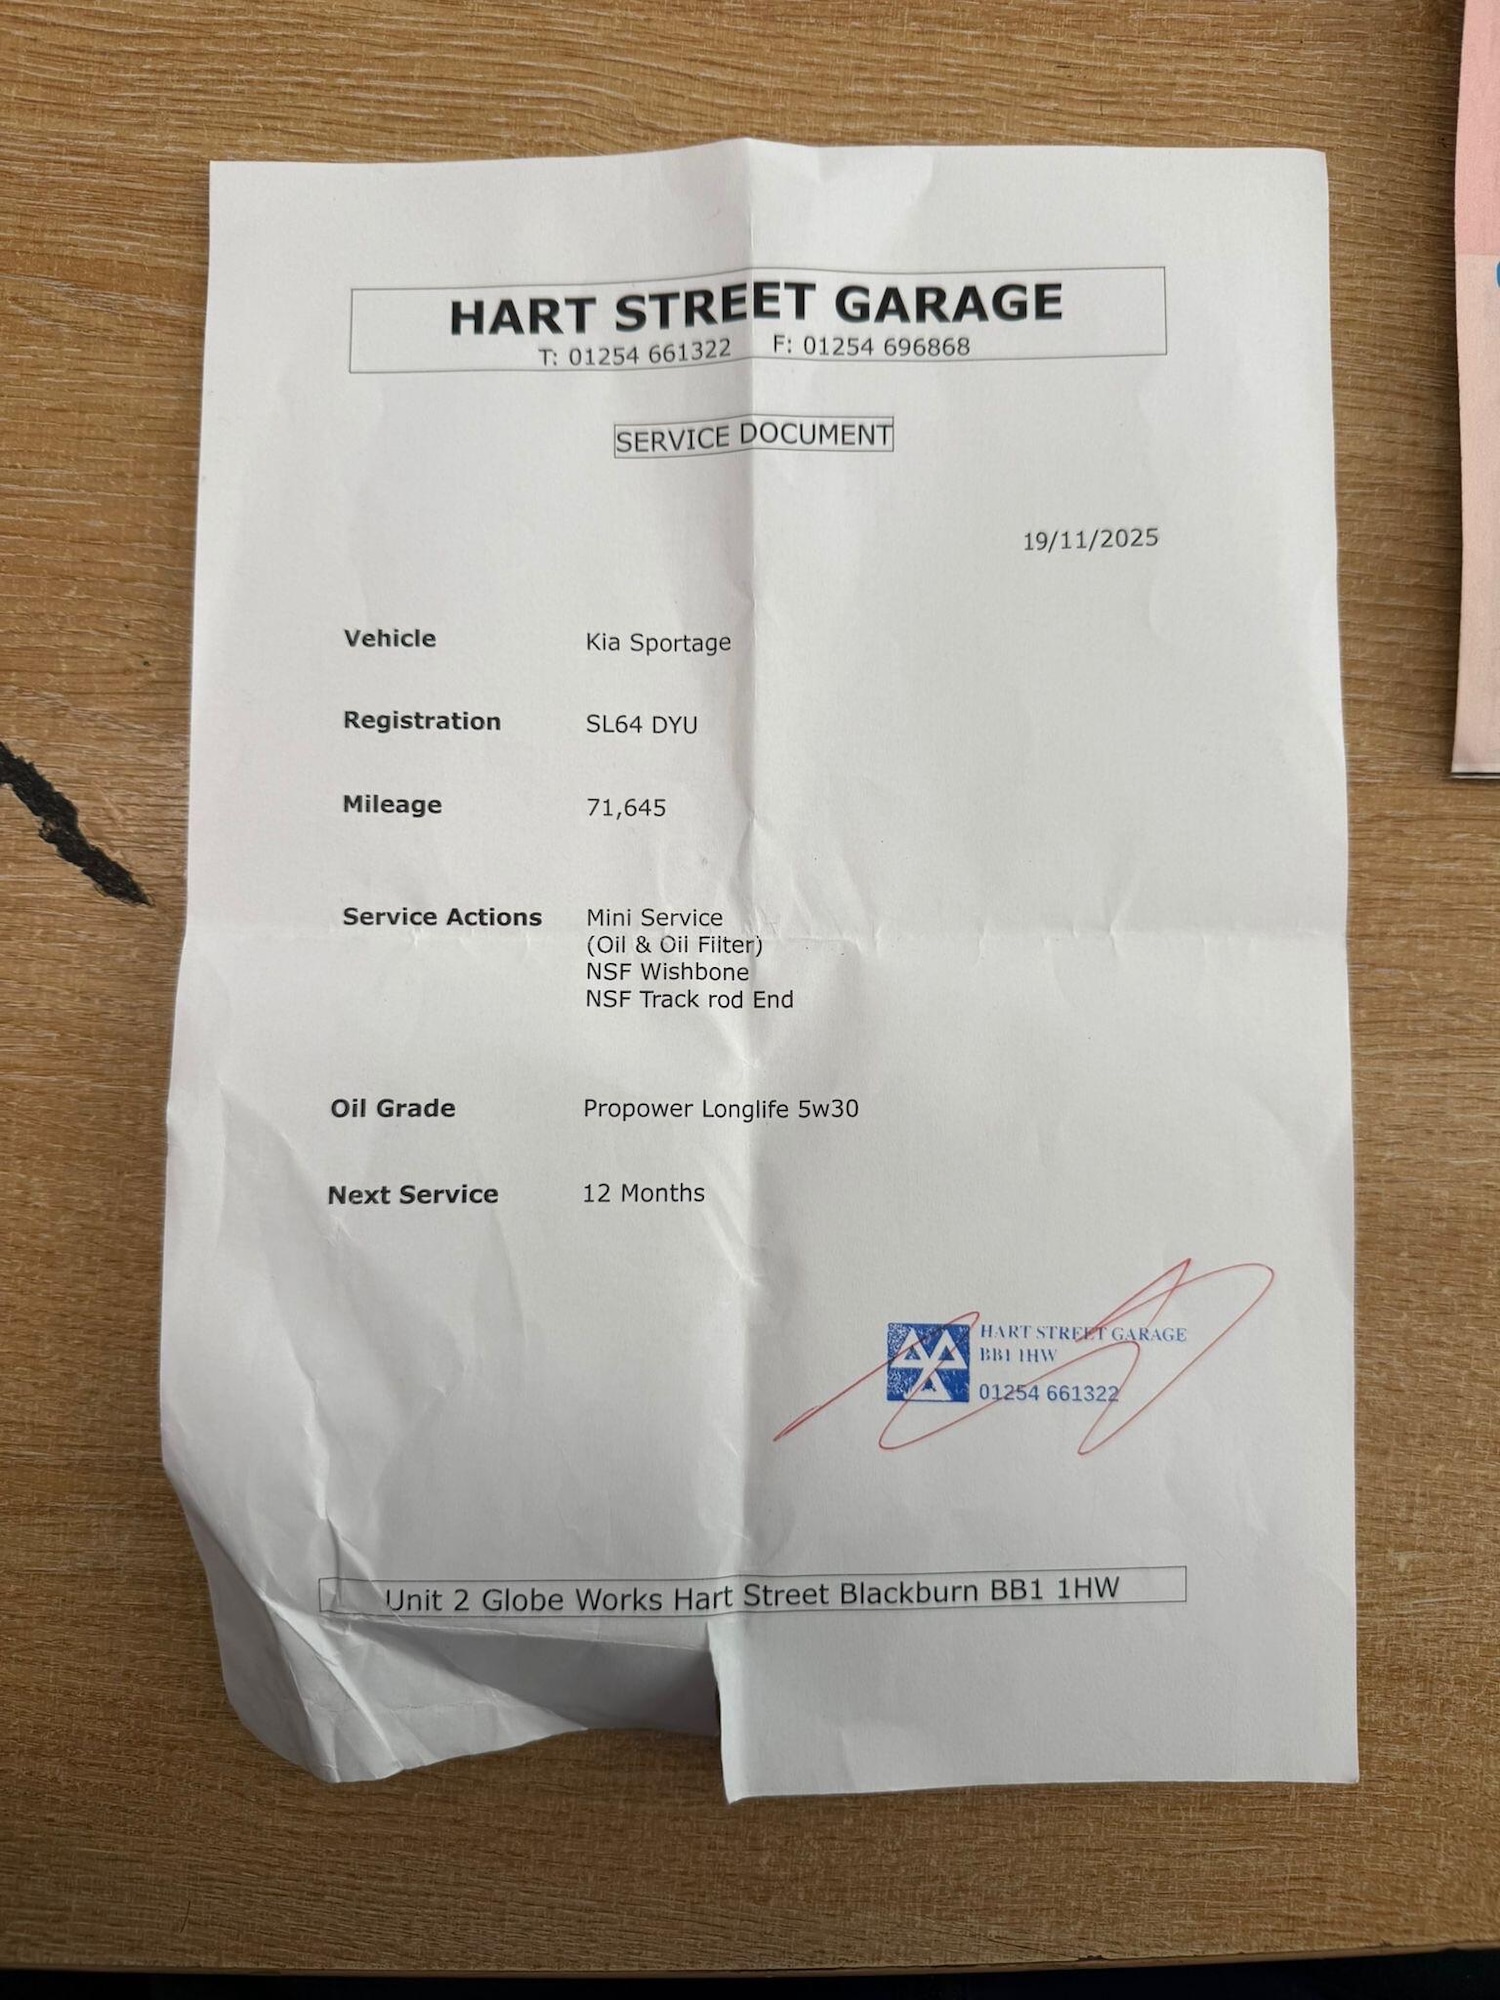 HART STREET GARAGE
T: 01254 661322 F: 01254 696868
SERVICE DOCUMENT
19/11/2025
Vehicle Kia Sportage
Registration SL64 DYU
Mileage 71,645
Service Actions Mini Service
(Oil & Oil Filter)
NSF Wishbone
NSF Track rod End
Oil Grade Propower Longlife 5w30
Next Service 12 Months
HART STREET GARAGE
BB1 1HW
01254 661322
Unit 2 Globe Works Hart Street Blackburn BB1 1HW